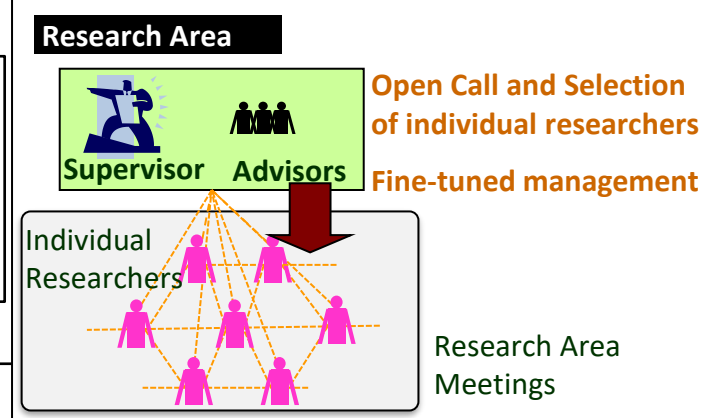 Research Area
Open Call and Selection
of individual researchers
Supervisor Advisors
Fine-tuned management
Individual
Researchers
Research Area
Meetings